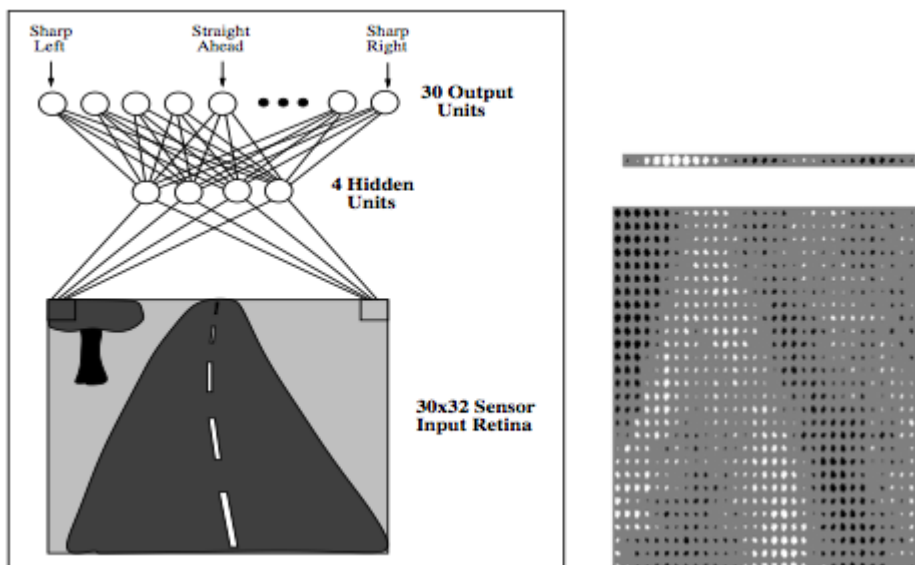 Sharp
Left
Straight
Ahead
Sharp
Right
30 Output
Units
4 Hidden
Units
30x32 Sensor
Input Retina